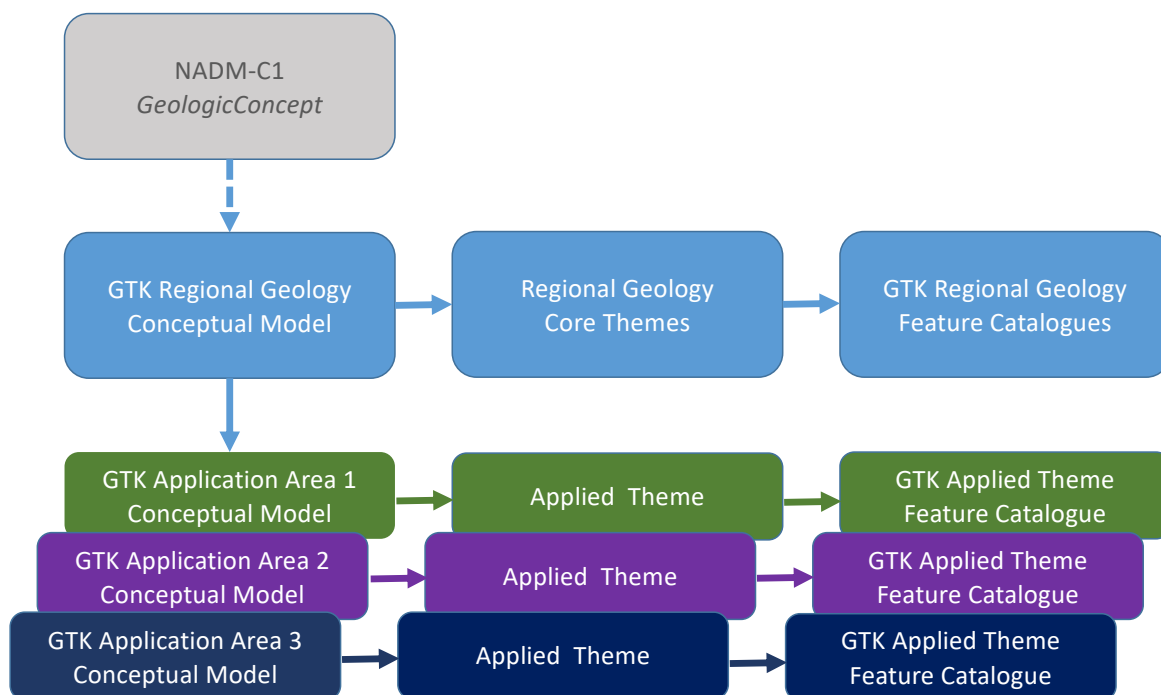 NADM-C1
GeologicConcept
GTK Regional Geology
Conceptual Model
Regional Geology
Core Themes
GTK Regional Geology
Feature Catalogues
GTK Application Area 1
Conceptual Model
Applied Theme
GTK Applied Theme
Feature Catalogue
GTK Application Area 2
Conceptual Model
Applied Theme
GTK Applied Theme
Feature Catalogue
GTK Application Area 3
Conceptual Model
Applied Theme
GTK Applied Theme
Feature Catalogue